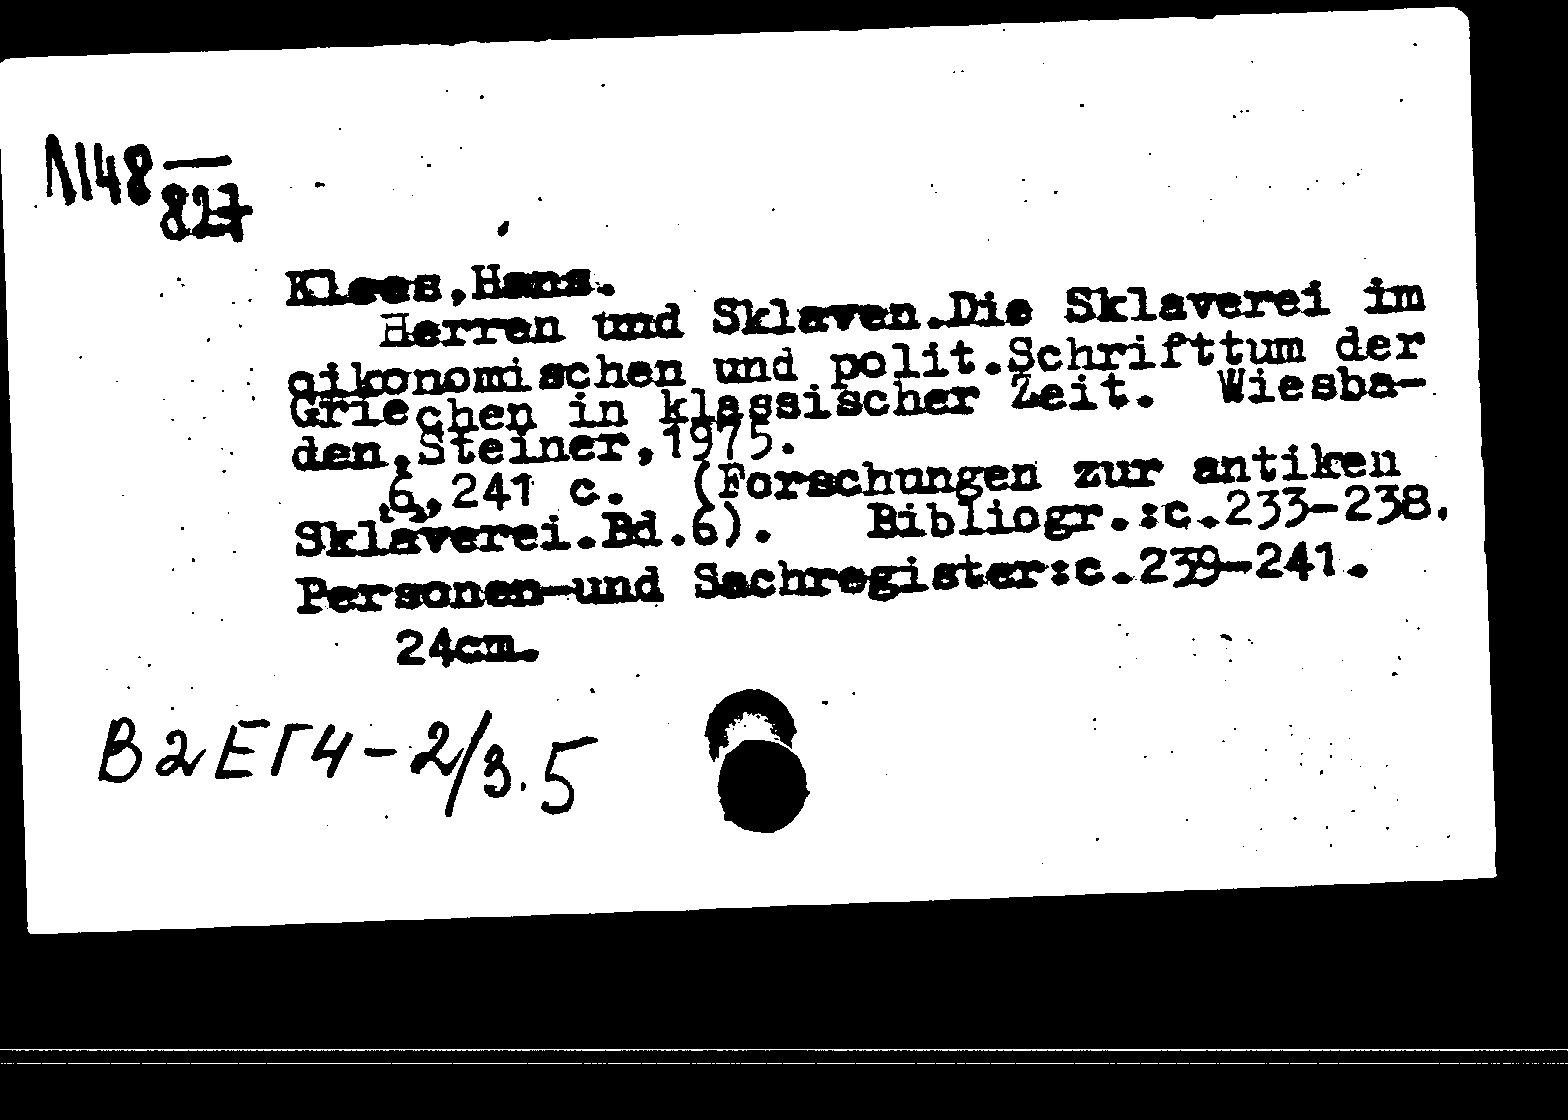 Л148
827
Klees,Hans.
Herren und Sklaven.Die Sklaverei im
oikonomischen und polit.Schrifttum der
Griechen in klassischer Zeit. Wiesba-
den,Steiner,1975.
,6,,241 с. (Forschungen zur antiken
Sklaverei.Bd.6). Bibliogr.:с.233-238.
Personen-und Sachregister:с.239-241.
24cm.
В2ЕГ4-2/3.5